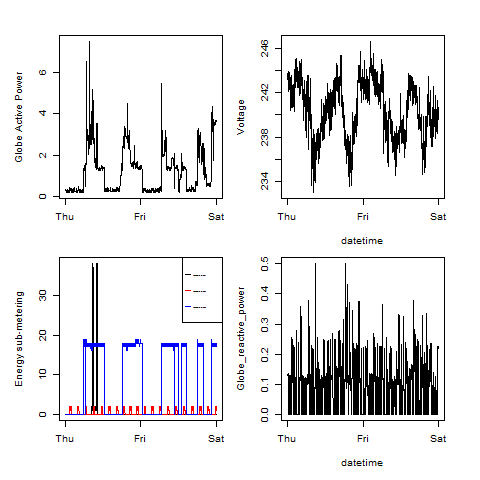 Globe Active Power
0 2 4 6
Thu Fri Sat
Voltage
234 238 242 246
Thu Fri Sat
datetime
Energy sub-metering
0 10 20 30
Thu Fri Sat
Globe_reactive_power
0.0 0.1 0.2 0.3 0.4 0.5
Thu Fri Sat
datetime